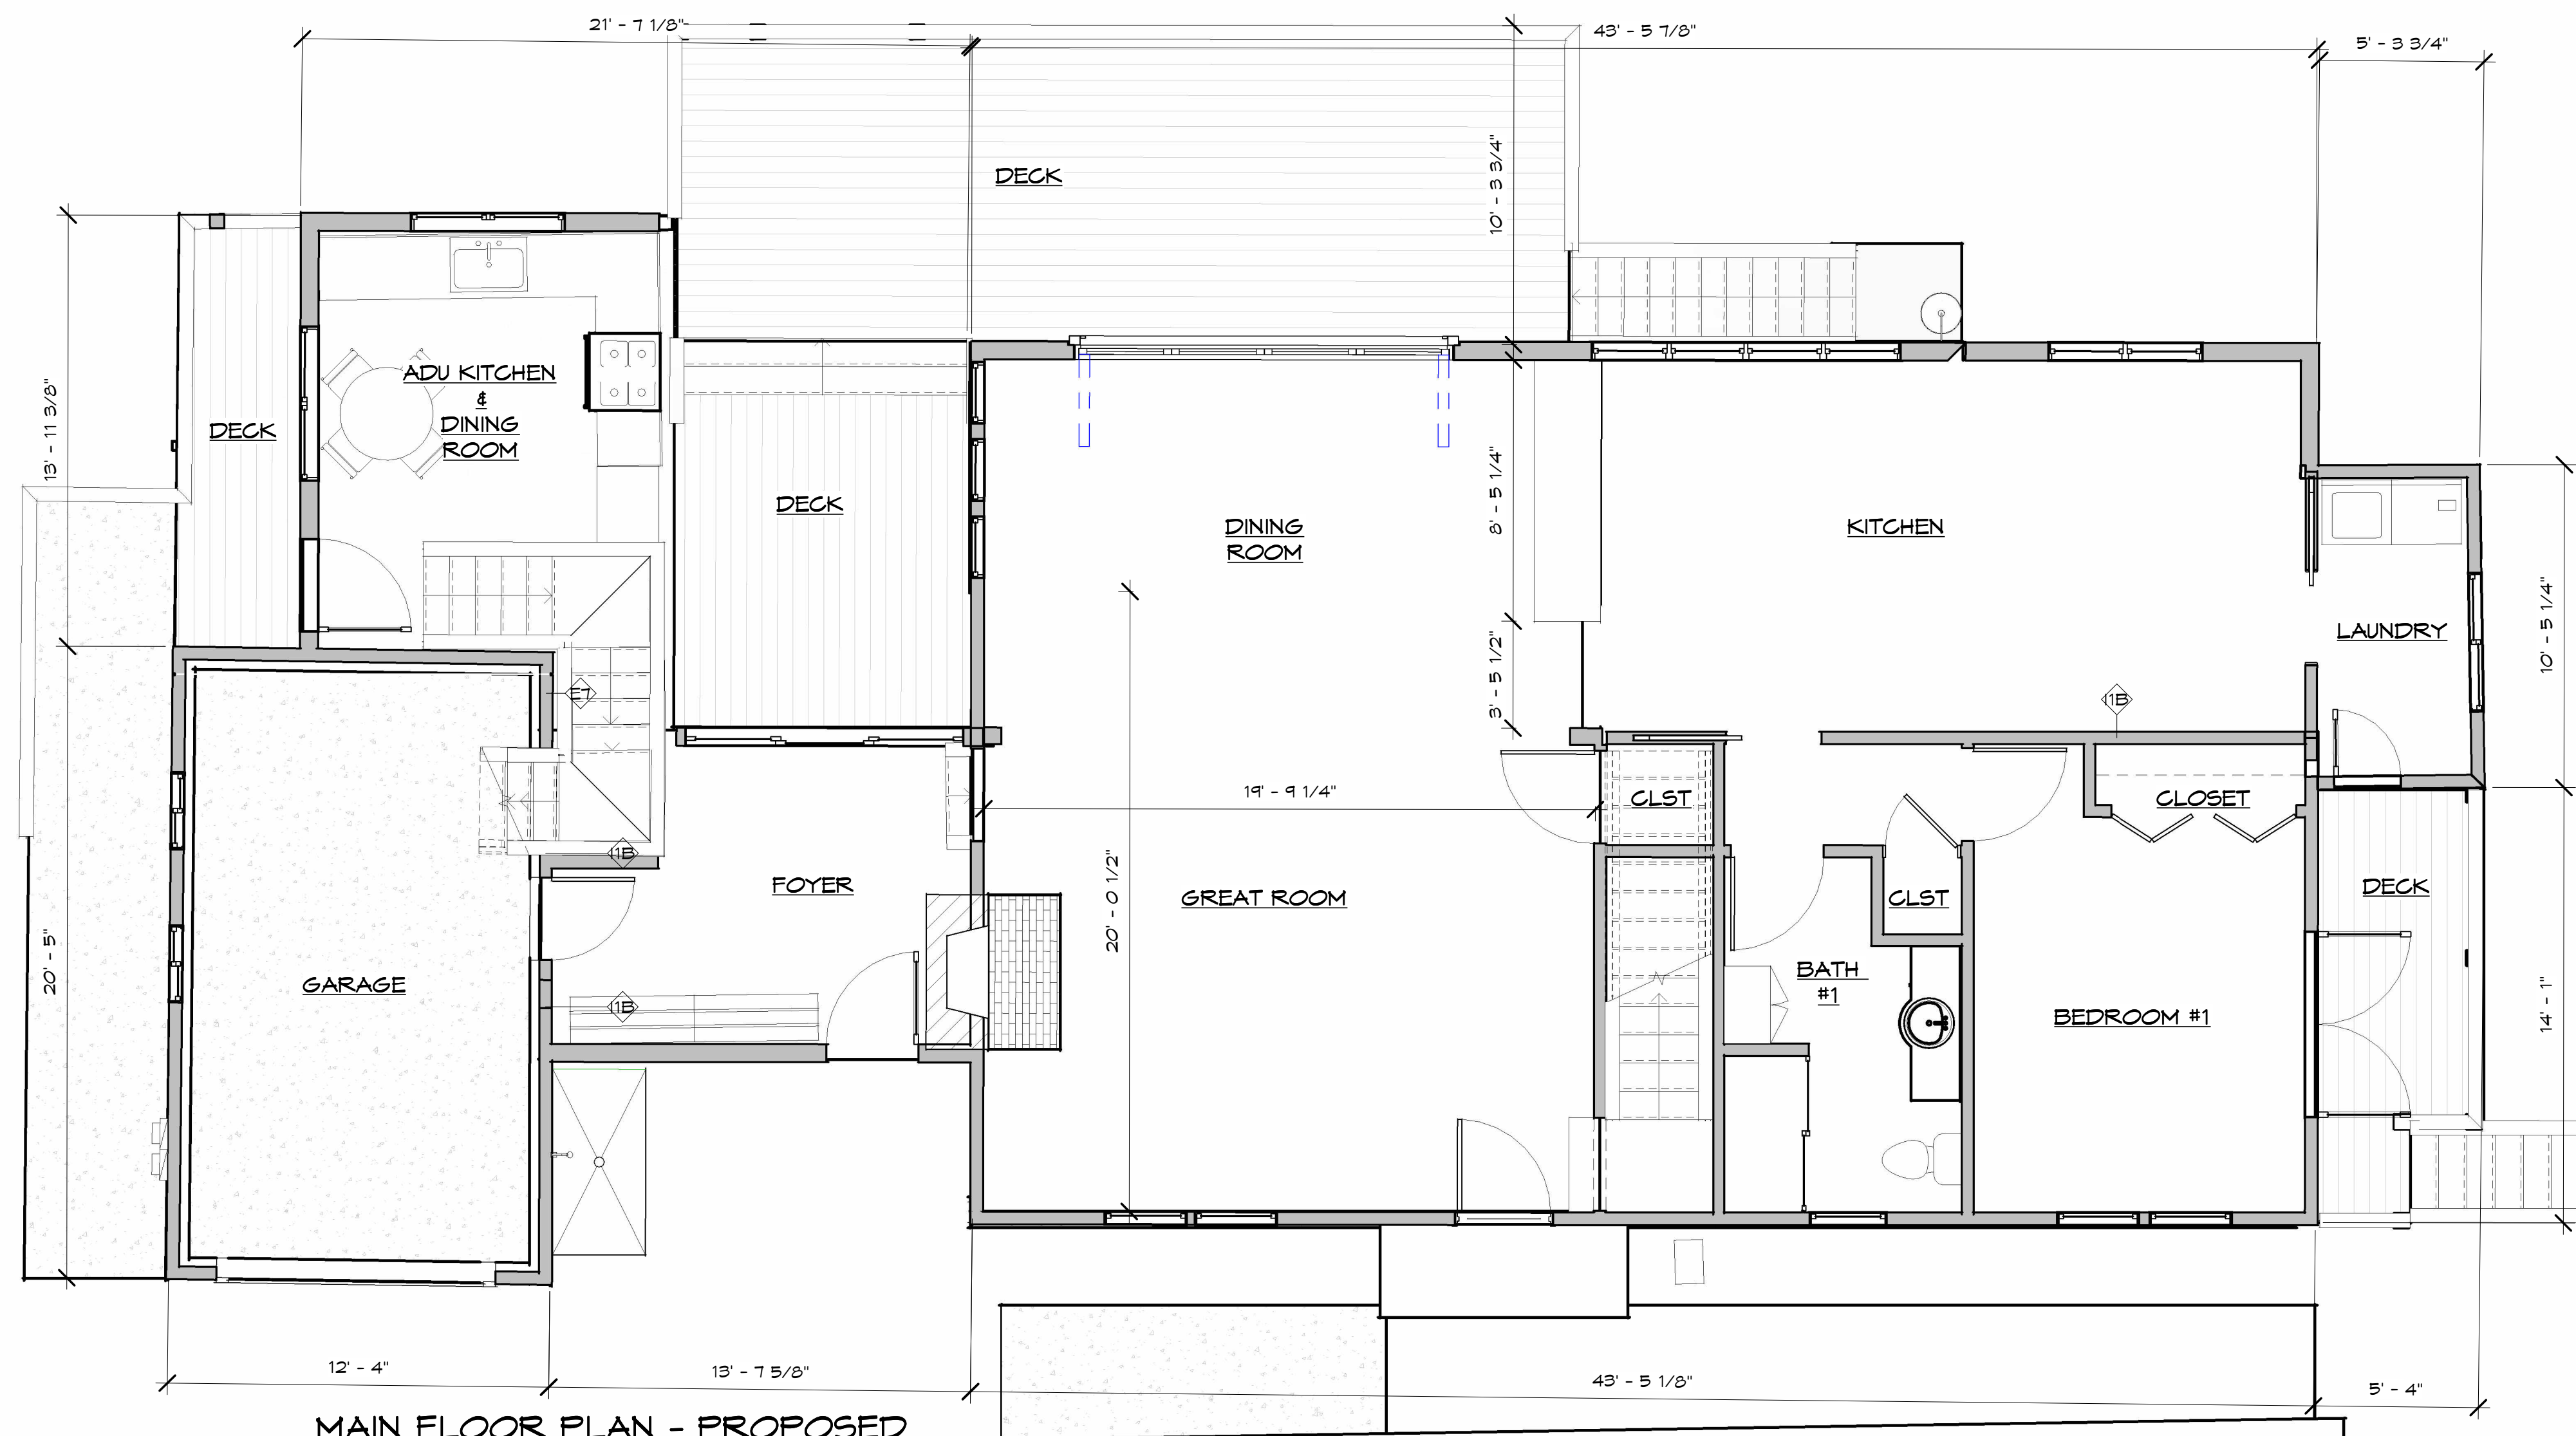 21' - 7 1/8"
43' - 5 7/8"
5' - 3 3/4"
DECK
10' - 3 3/4"
13' - 11 3/8"
DECK
ADU KITCHEN
&
DINING
ROOM
DECK
DINING
ROOM
8' - 5 1/4"
KITCHEN
LAUNDRY
10' - 5 1/4"
3' - 5 1/2"
E7
11B
19' - 9 1/4"
CLST
CLOSET
11B
FOYER
20' - 0 1/2"
GREAT ROOM
CLST
DECK
20' - 5"
GARAGE
11B
BATH
#1
BEDROOM #1
14' - 1"
12' - 4"
13' - 7 5/8"
43' - 5 1/8"
5' - 4"
MAIN FLOOR PLAN - PROPOSED